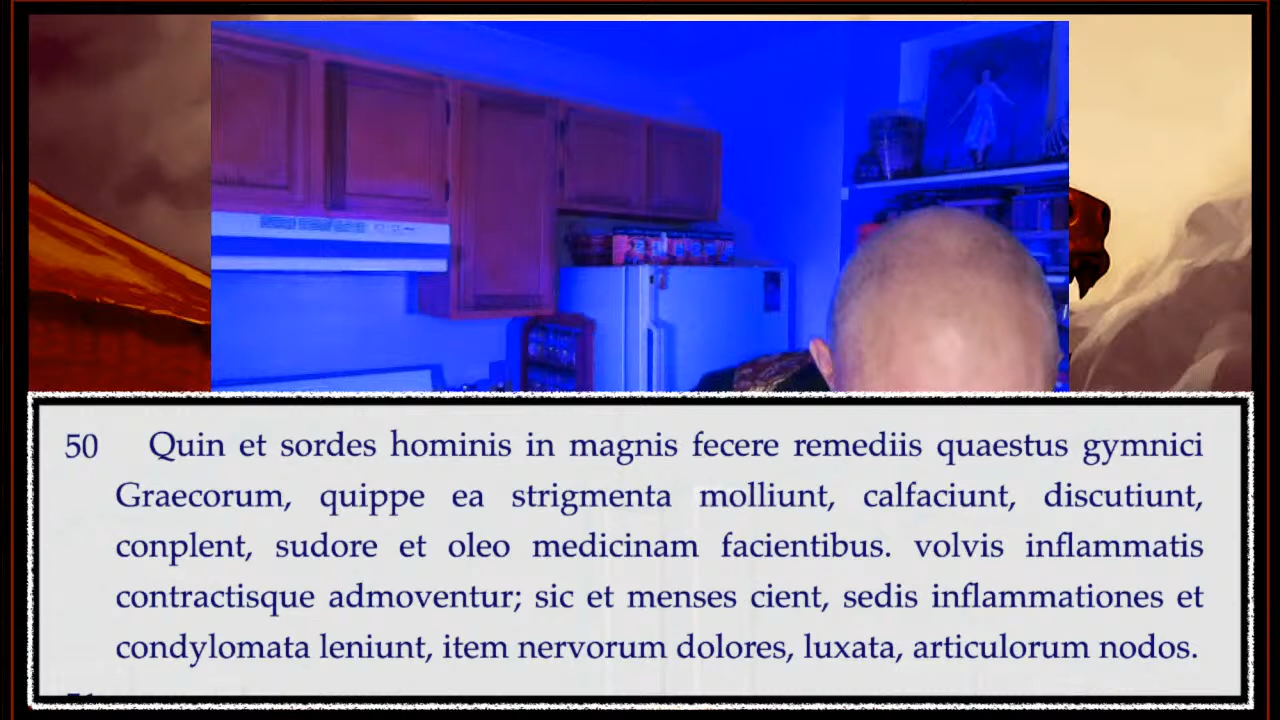 50 Quin et sordes hominis in magnis fecere remediis quaestus gymnici
Graecorum, quippe ea strigmenta molliunt, calfaciunt, discutiunt,
conplent, sudore et oleo medicinam facientibus. volvis inflammatis
contractisque admoventur; sic et menses cient, sedis inflammationes et
condylomata leniunt, item nervorum dolores, luxata, articulorum nodos.